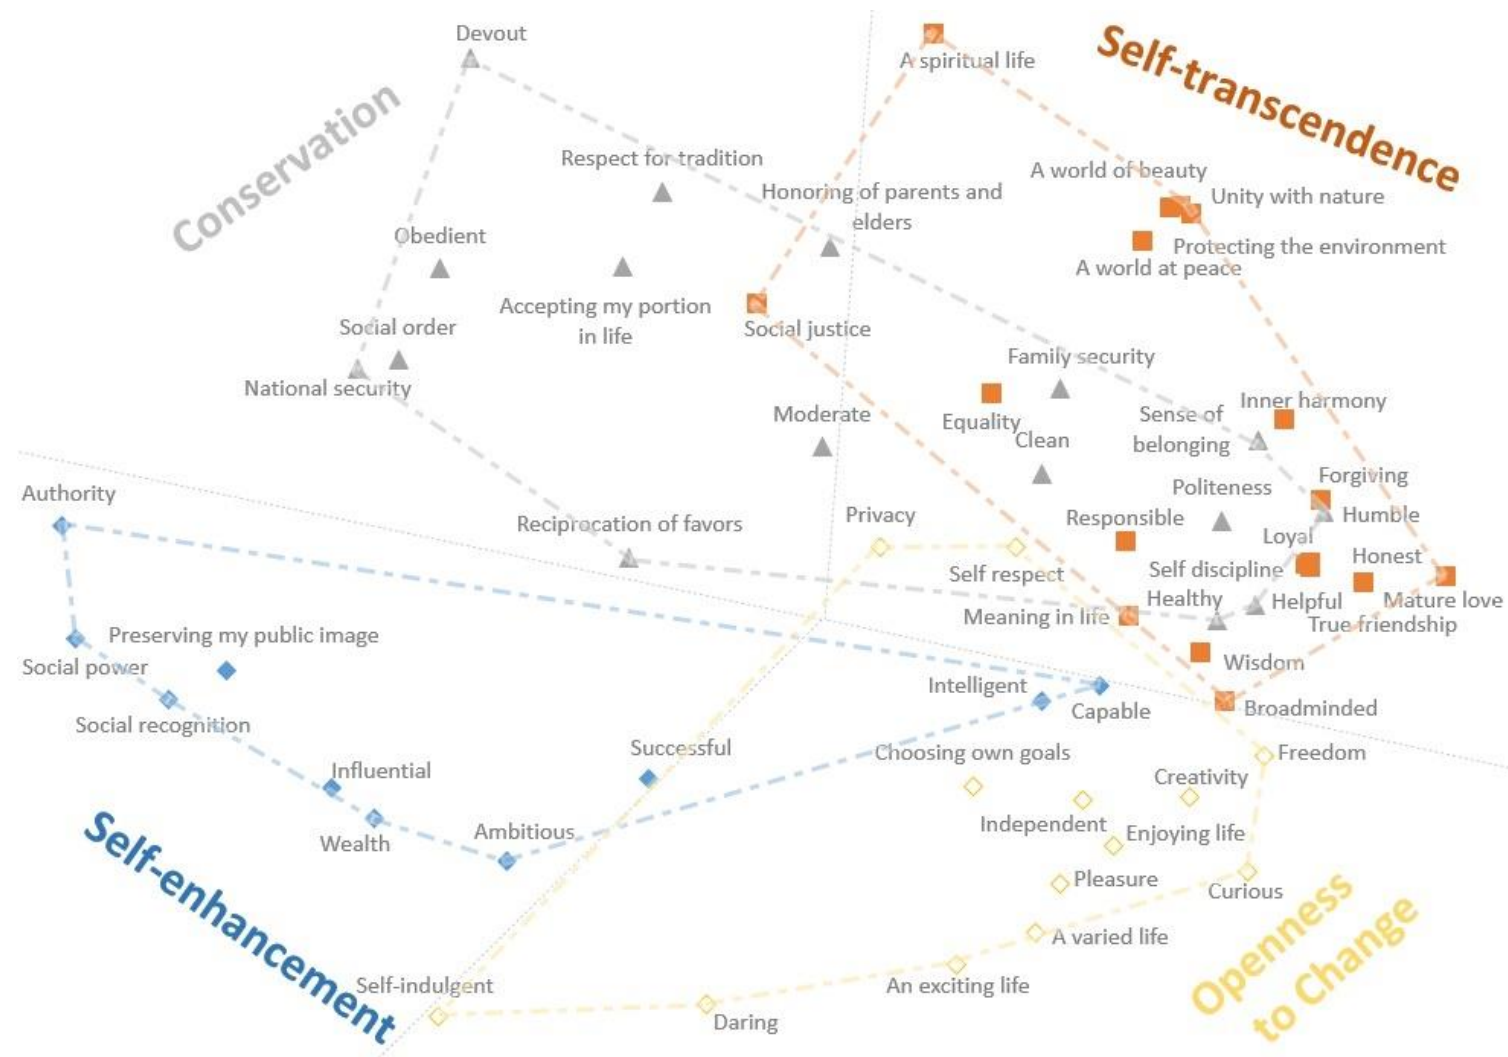 Devout
A spiritual life
Self-transcendence
Conservation
Respect for tradition
A world of beauty
Honoring of parents and
elders
Unity with nature
Obedient
Protecting the environment
A world at peace
Accepting my portion
in life
Social order
Social justice
National security
Family security
Inner harmony
Moderate
Equality
Sense of
belonging
Clean
Forgiving
Authority
Politeness
Reciprocation of favors
Privacy
Responsible
Humble
Loyal
Honest
Self respect
Self discipline
Healthy
Helpful
Mature love
Meaning in life
True friendship
Preserving my public image
Social power
Wisdom
Intelligent
Capable
Broadminded
Social recognition
Successful
Choosing own goals
Freedom
Influential
Creativity
Wealth
Ambitious
Independent
Enjoying life
Pleasure
Curious
Self-enhancement
A varied life
Openness
to Change
Self-indulgent
An exciting life
Daring